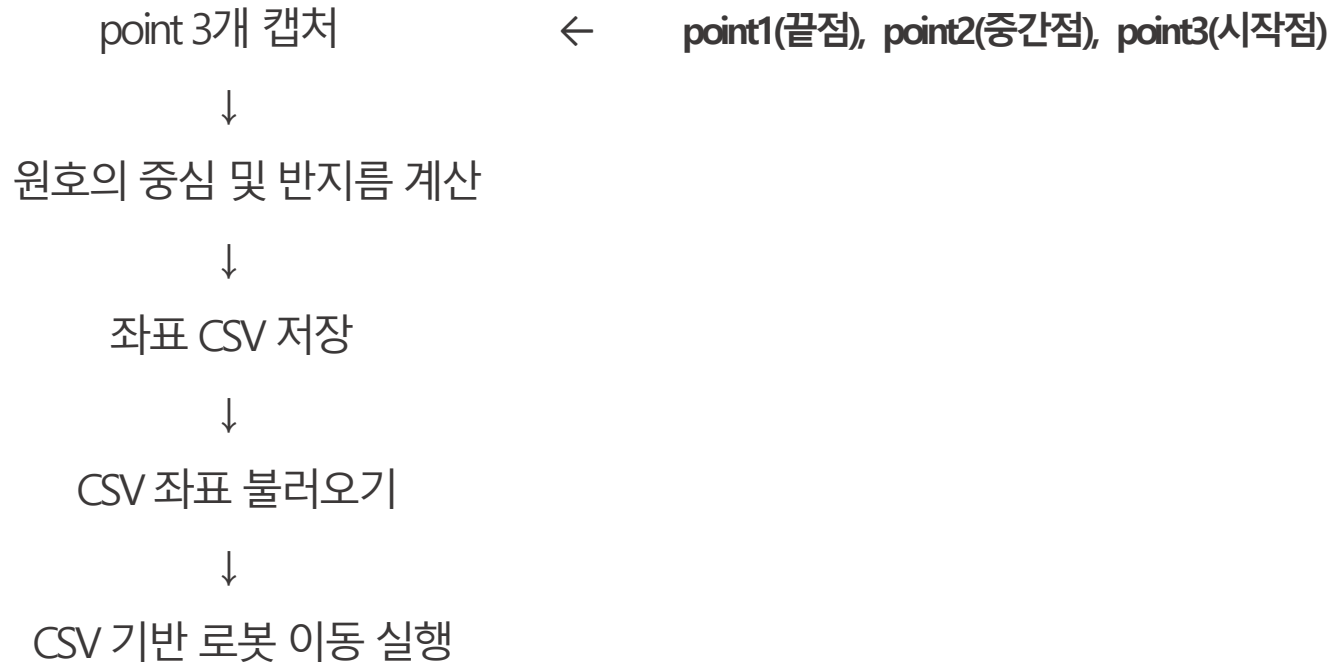 point 3개 캡처 ← point1(끝점), point2(중간점), point3(시작점)
↓
원호의 중심 및 반지름 계산
↓
좌표 CSV 저장
↓
CSV 좌표 불러오기
↓
CSV 기반 로봇 이동 실행